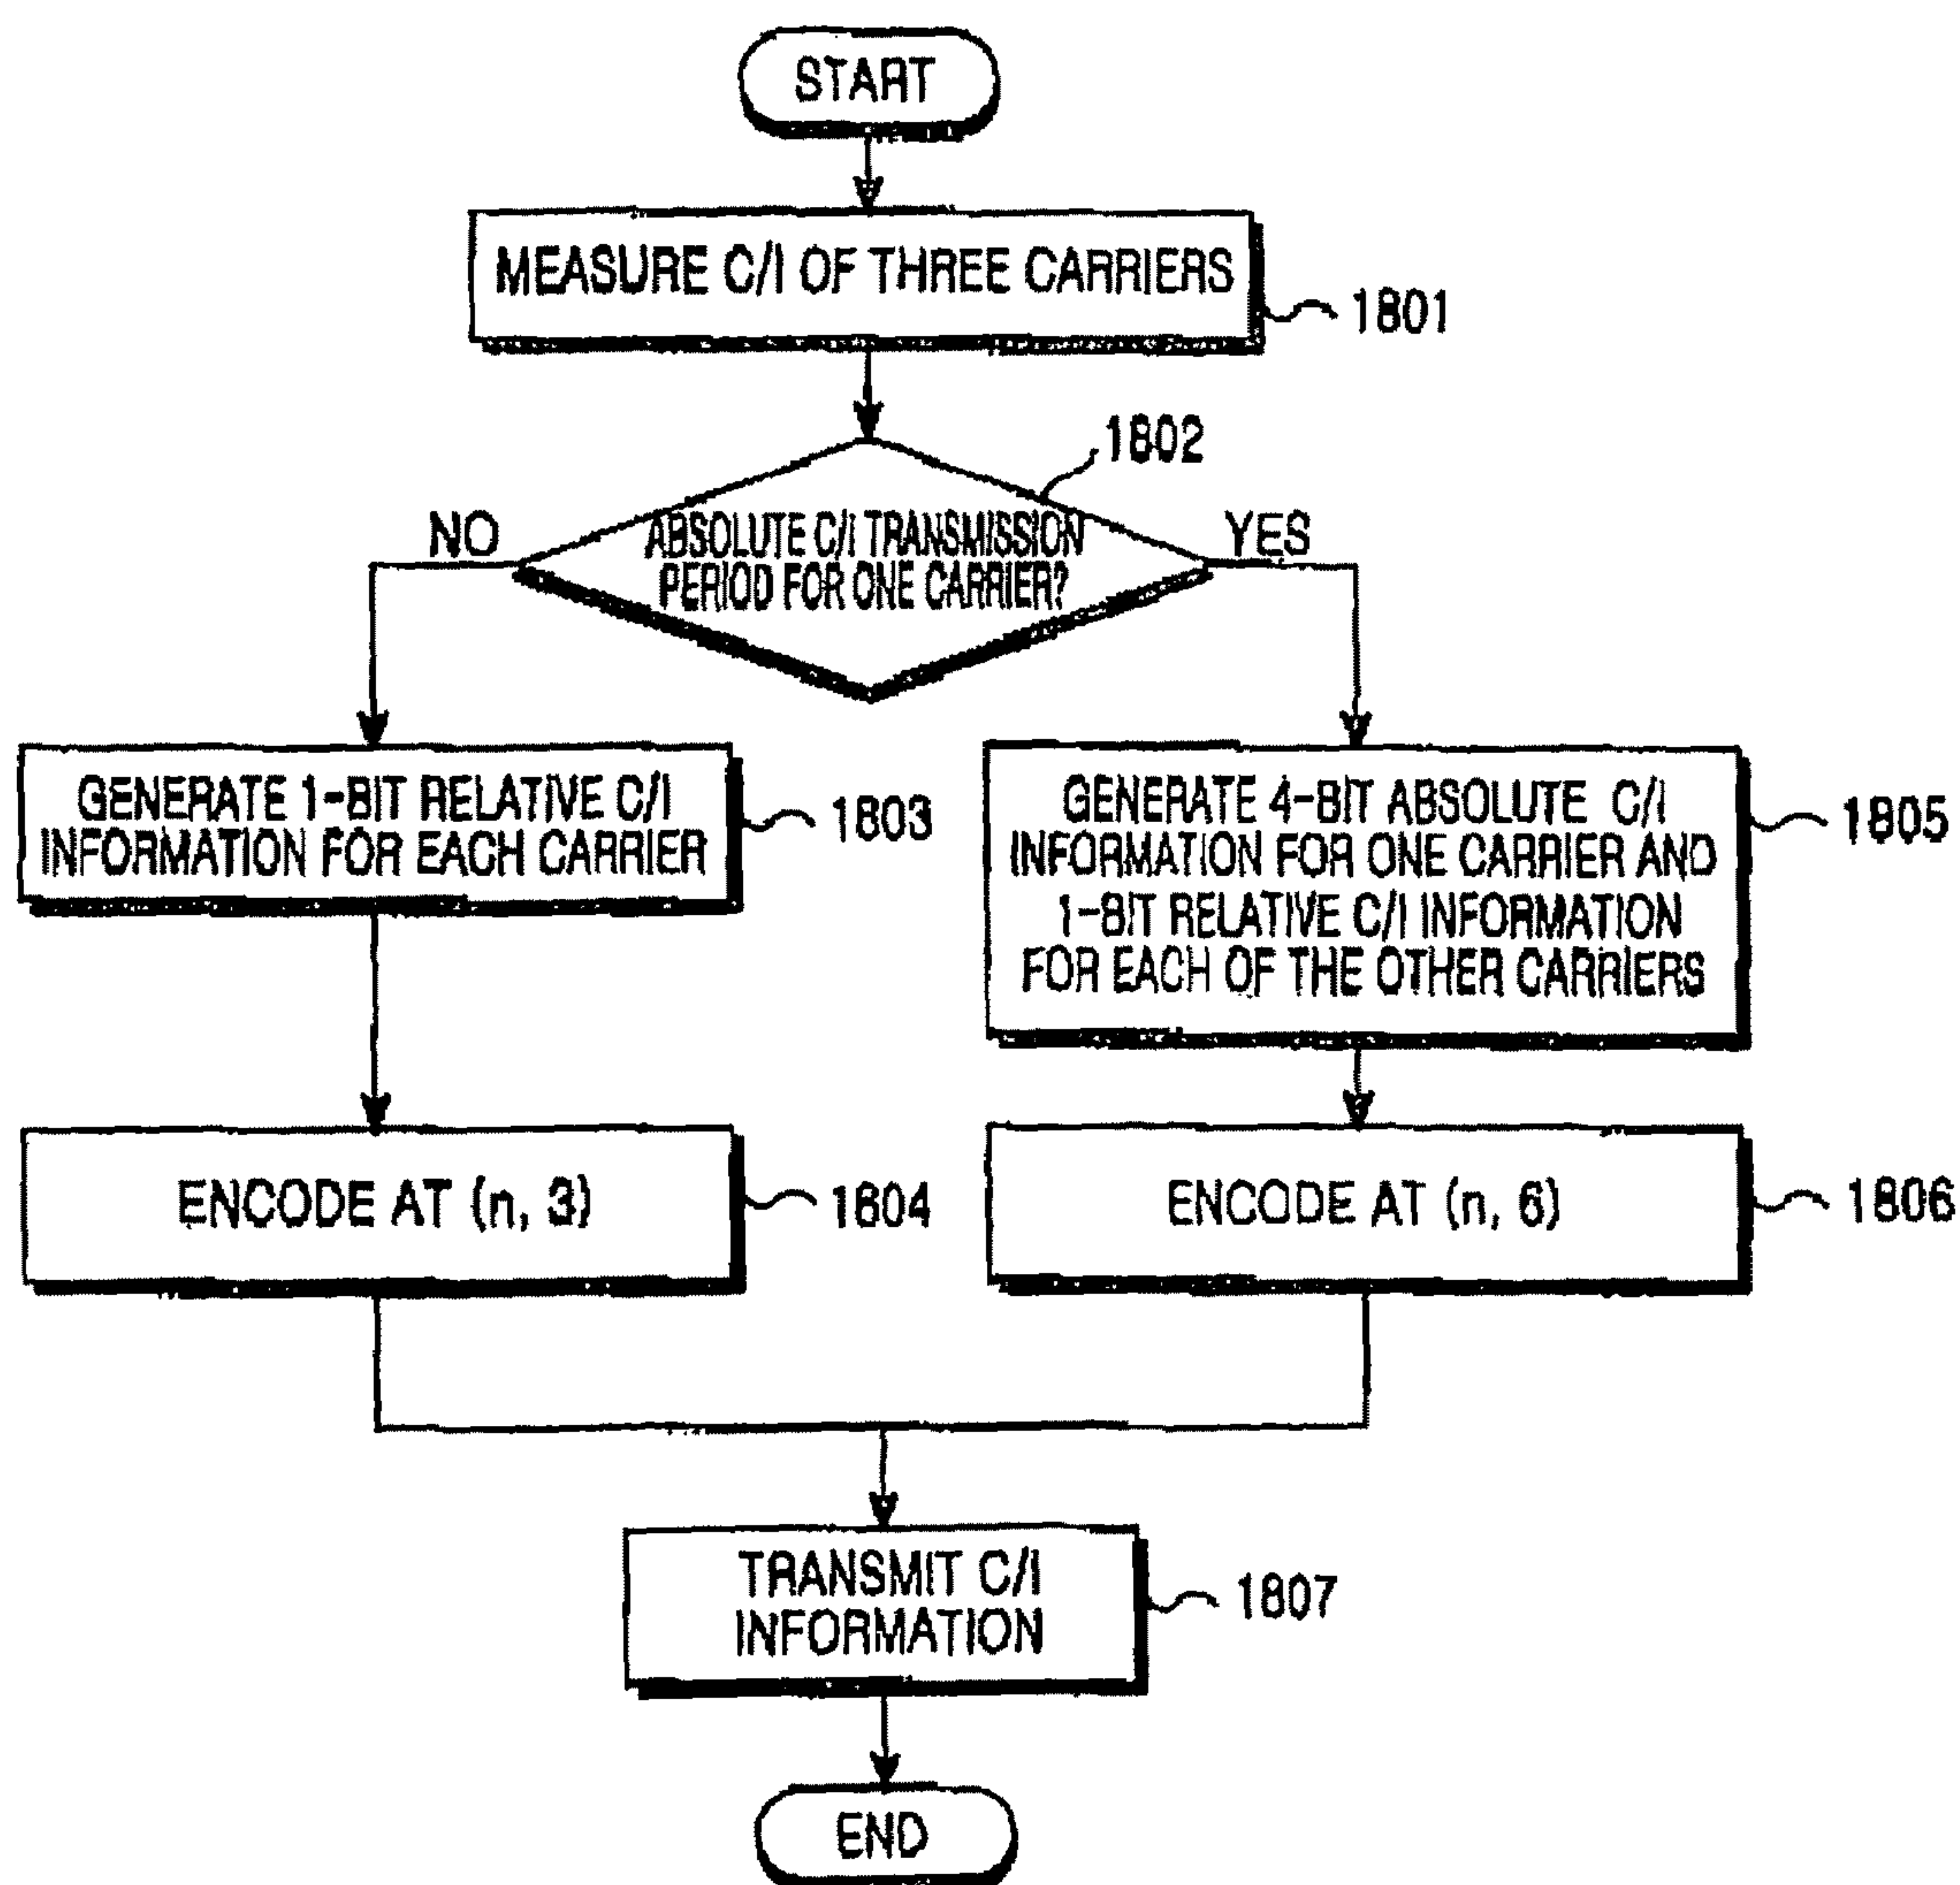 START
MEASURE C/I OF THREE CARRIERS
1801
1802
NO
ABSOLUTE C/I TRANSMISSION
PERIOD FOR ONE CARRIER?
YES
GENERATE 1-BIT RELATIVE C/I
INFORMATION FOR EACH CARRIER
1803
GENERATE 4-BIT ABSOLUTE C/I
INFORMATION FOR ONE CARRIER AND
1-BIT RELATIVE C/I INFORMATION
FOR EACH OF THE OTHER CARRIERS
1805
ENCODE AT (n, 3)
1804
ENCODE AT (n, 6)
1806
TRANSMIT C/I
INFORMATION
1807
END